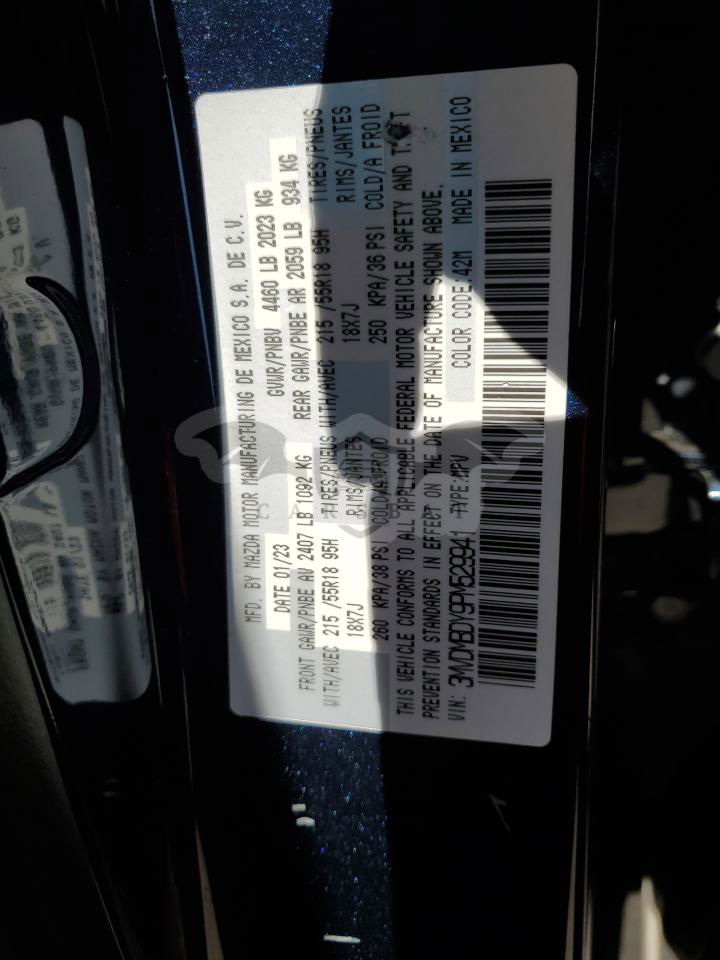 MFD. BY MAZDA MOTOR MANUFACTURING DE MEXICO S.A. DE C.V.
DATE 01/23 GVWR/PNBV 4460 LB 2023 KG
FRONT GAWR/PNBE AV 2407 LB 1092 KG REAR GAWR/PNBE AR 2059 LB 934 KG
WITH/AVEC 215 /55R18 95H TIRES/PNEUS WITH/AVEC 215 /55R18 95H TIRES/PNEUS
18X7J RIMS/JANTES 18X7J RIMS/JANTES
260 KPA/38 PSI COLD/A FROID 250 KPA/36 PSI COLD/A FROID
THIS VEHICLE CONFORMS TO ALL APPLICABLE FEDERAL MOTOR VEHICLE SAFETY AND
PREVENTION STANDARDS IN EFFECT ON THE DATE OF MANUFACTURE SHOWN ABOVE.
VIN: 3MVDMBDY9PM529941 TYPE:MPV COLOR CODE.42M MADE IN MEXICO